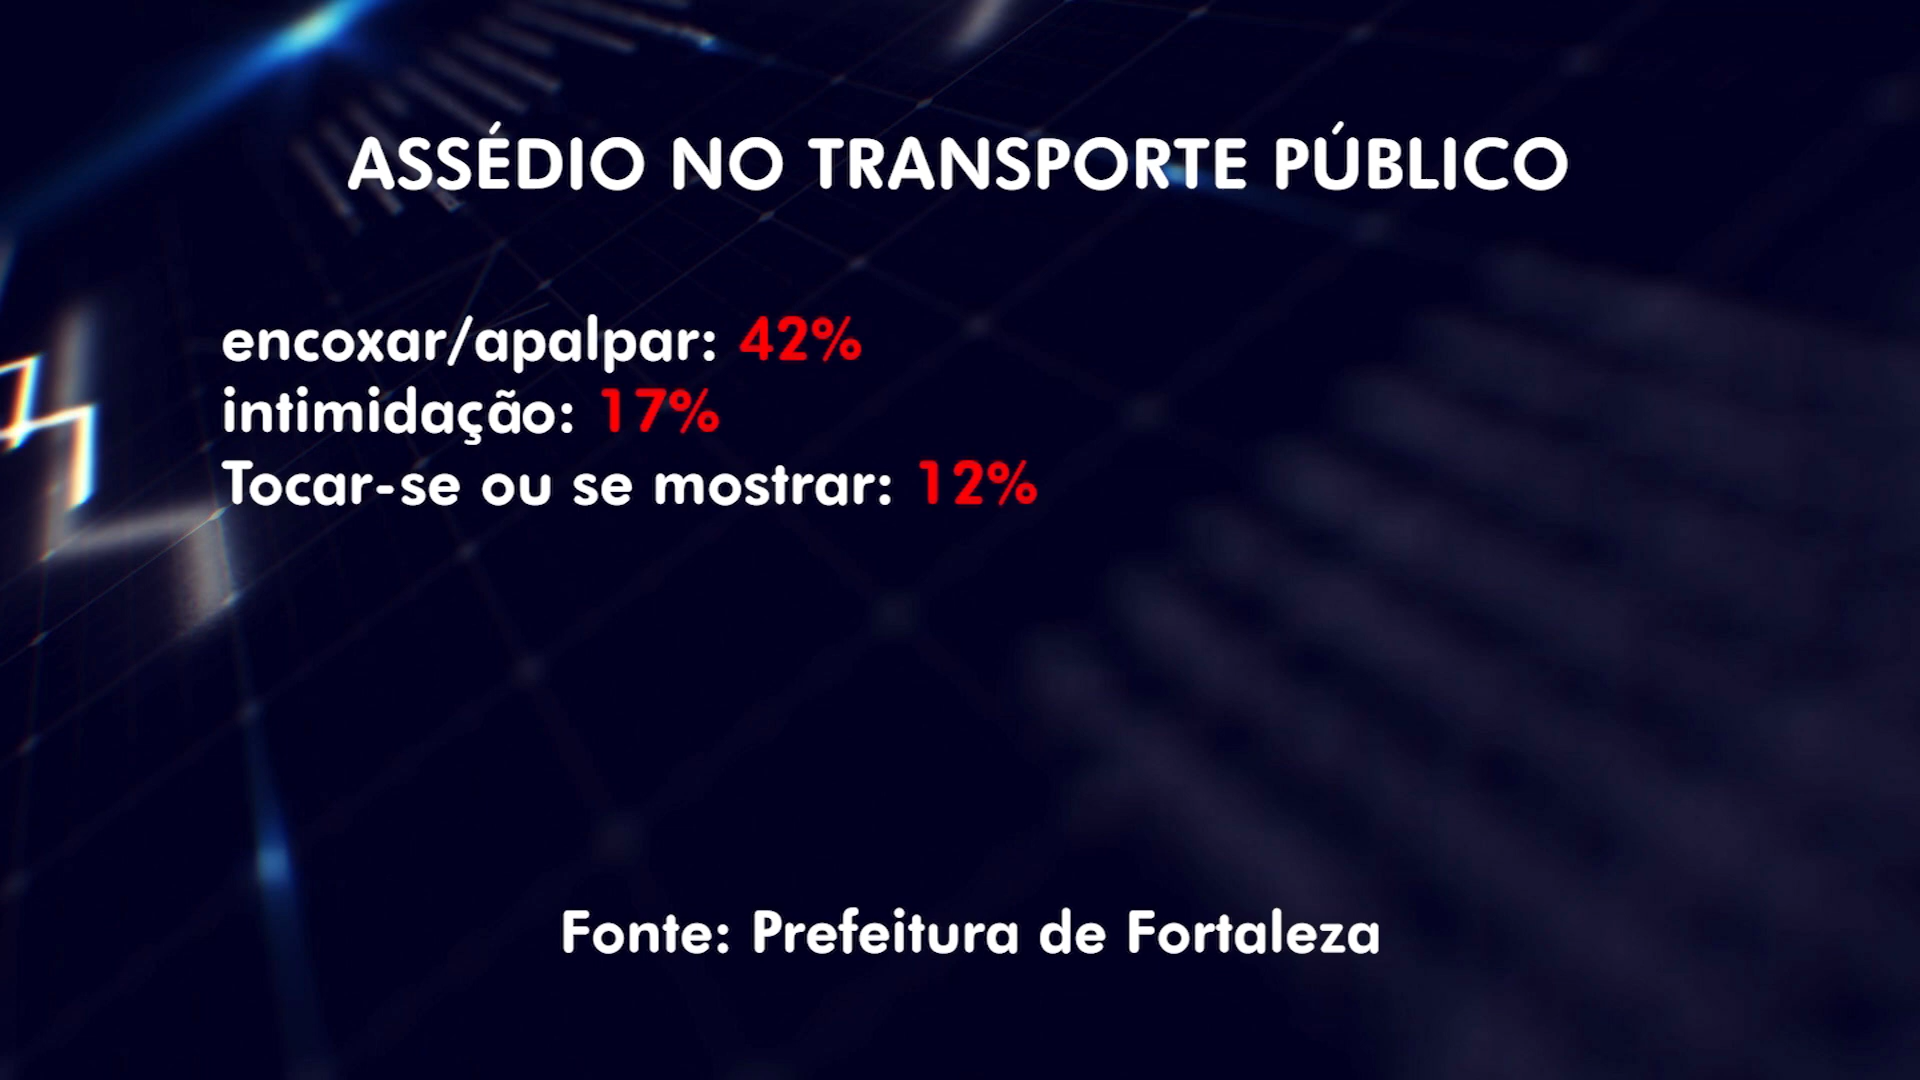 ASSÉDIO NO TRANSPORTE PÚBLICO
encoxar/apalpar: 42%
intimidação: 17%
Tocar-se ou se mostrar: 12%
Fonte: Prefeitura de Fortaleza